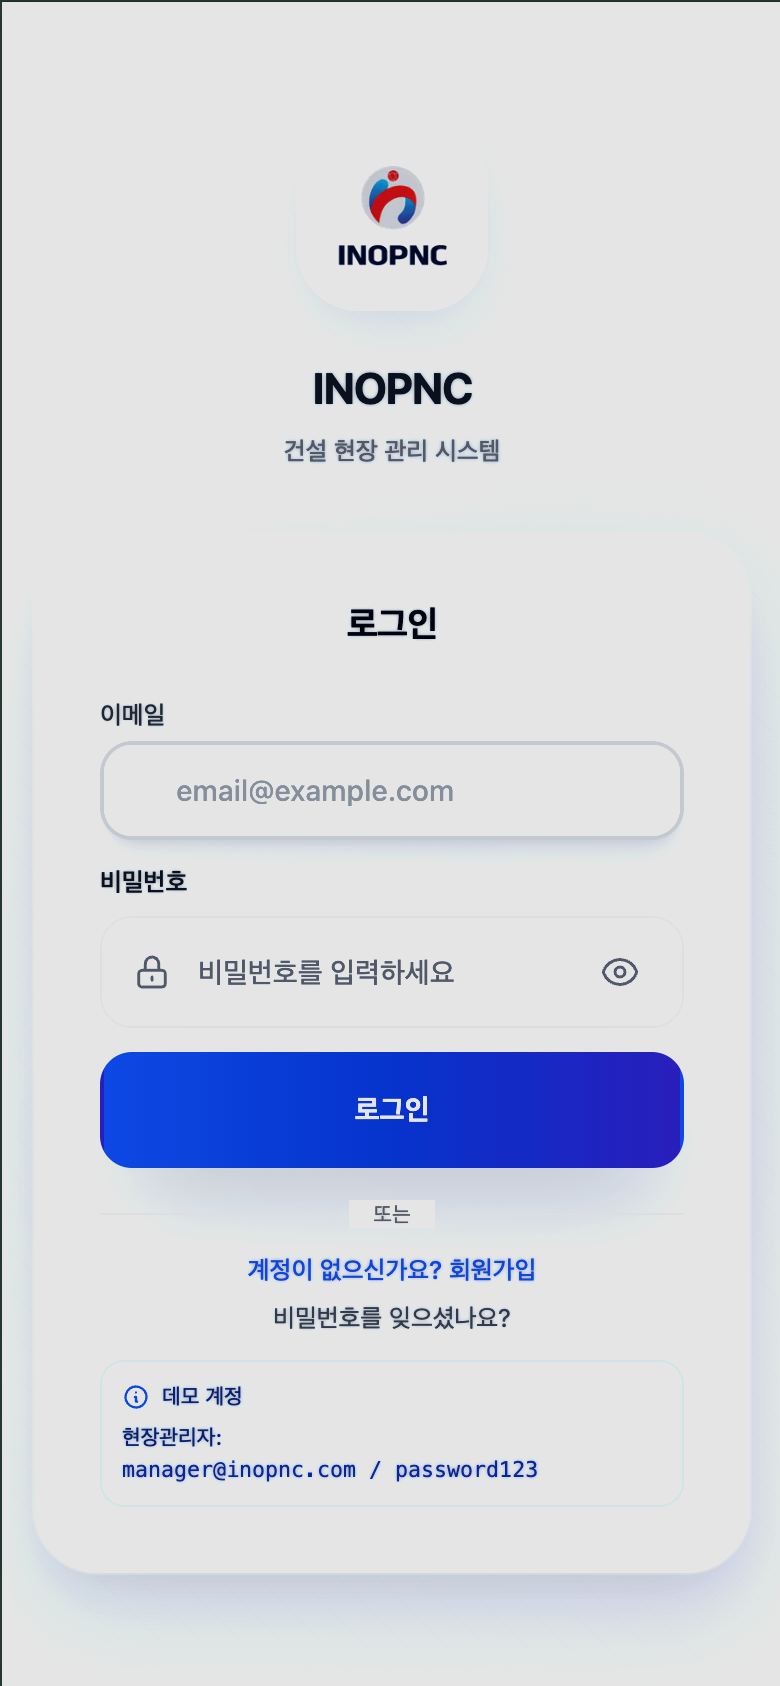 INOPNC
INOPNC
건설 현장 관리 시스템
로그인
이메일
email@example.com
비밀번호
비밀번호를 입력하세요
로그인
또는
계정이 없으신가요? 회원가입
비밀번호를 잊으셨나요?
데모 계정
현장관리자:
manager@inopnc.com / password123